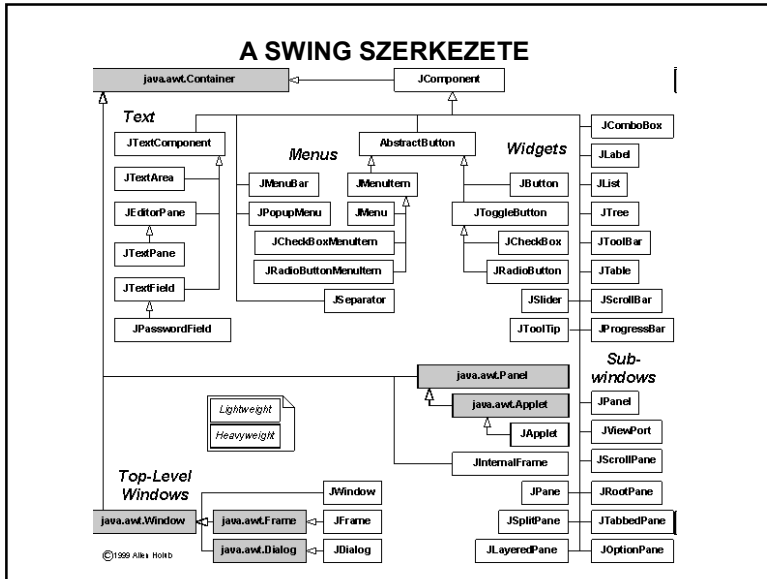 A SWING SZERKEZETE
java.awt.Container
JComponent
Text
JTextComponent
JTextArea
JEditorPane
JTextPane
JTextField
JPasswordField
Menus
AbstractButton
JMenuBar
JMenuItem
JPopupMenu
JMenu
JCheckBoxMenuItem
JRadioButtonMenuItem
JSeparator
Widgets
JButton
JToggleButton
JCheckBox
JRadioButton
JSlider
JToolTip
JComboBox
JLabel
JList
JTree
JToolBar
JTable
JScrollBar
JProgressBar
java.awt.Panel
java.awt.Applet
JApplet
JInternalFrame
Sub-
windows
JPanel
JViewPort
JScrollPane
JPane
JRootPane
JSplitPane
JTabbedPane
JLayeredPane
JOptionPane
Lightweight
Heavyweight
Top-Level
Windows
JWindow
java.awt.Window
java.awt.Frame
JFrame
java.awt.Dialog
JDialog
©1999 Allen Holub